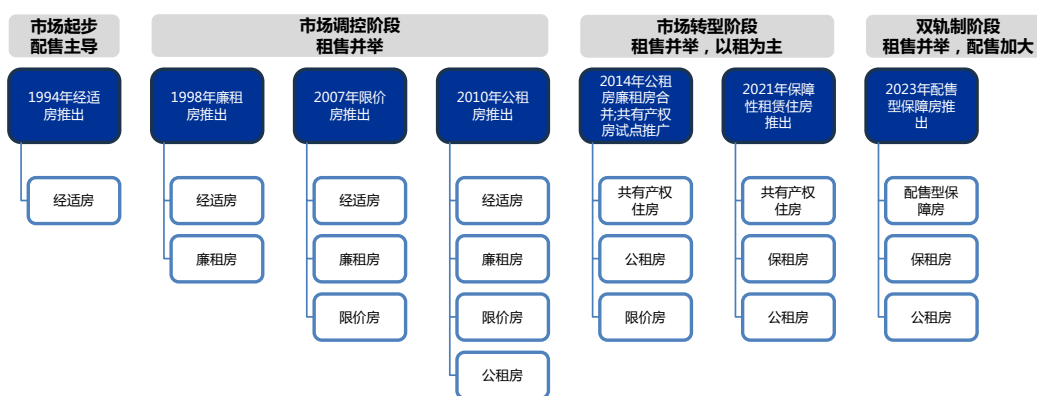 市场起步
配售主导
市场调控阶段
租售并举
市场转型阶段
租售并举，以租为主
双轨制阶段
租售并举，配售加大
1994年经适
房推出
1998年廉租
房推出
2007年限价
房推出
2010年公租
房推出
2014年公租
房廉租房合
并;共有产权
房试点推广
2021年保障
性租赁住房
推出
2023年配售
型保障房推
出
经适房
经适房
廉租房
经适房
廉租房
限价房
经适房
廉租房
限价房
公租房
共有产权
住房
公租房
限价房
共有产权
住房
保租房
公租房
配售型保
障房
保租房
公租房